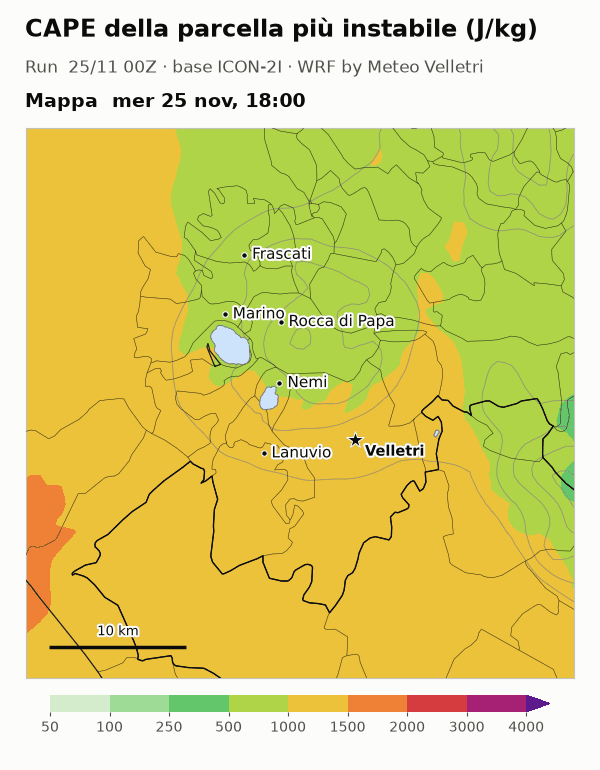 CAPE della parcella più instabile (J/kg)
Run  25/11 00Z · base ICON-2I · WRF by Meteo Velletri
Mappa  mer 25 nov, 18:00
Frascati
Marino
Rocca di Papa
Nemi
Velletri
Lanuvio
10 km
50 100 250 500 1000 1500 2000 3000 4000